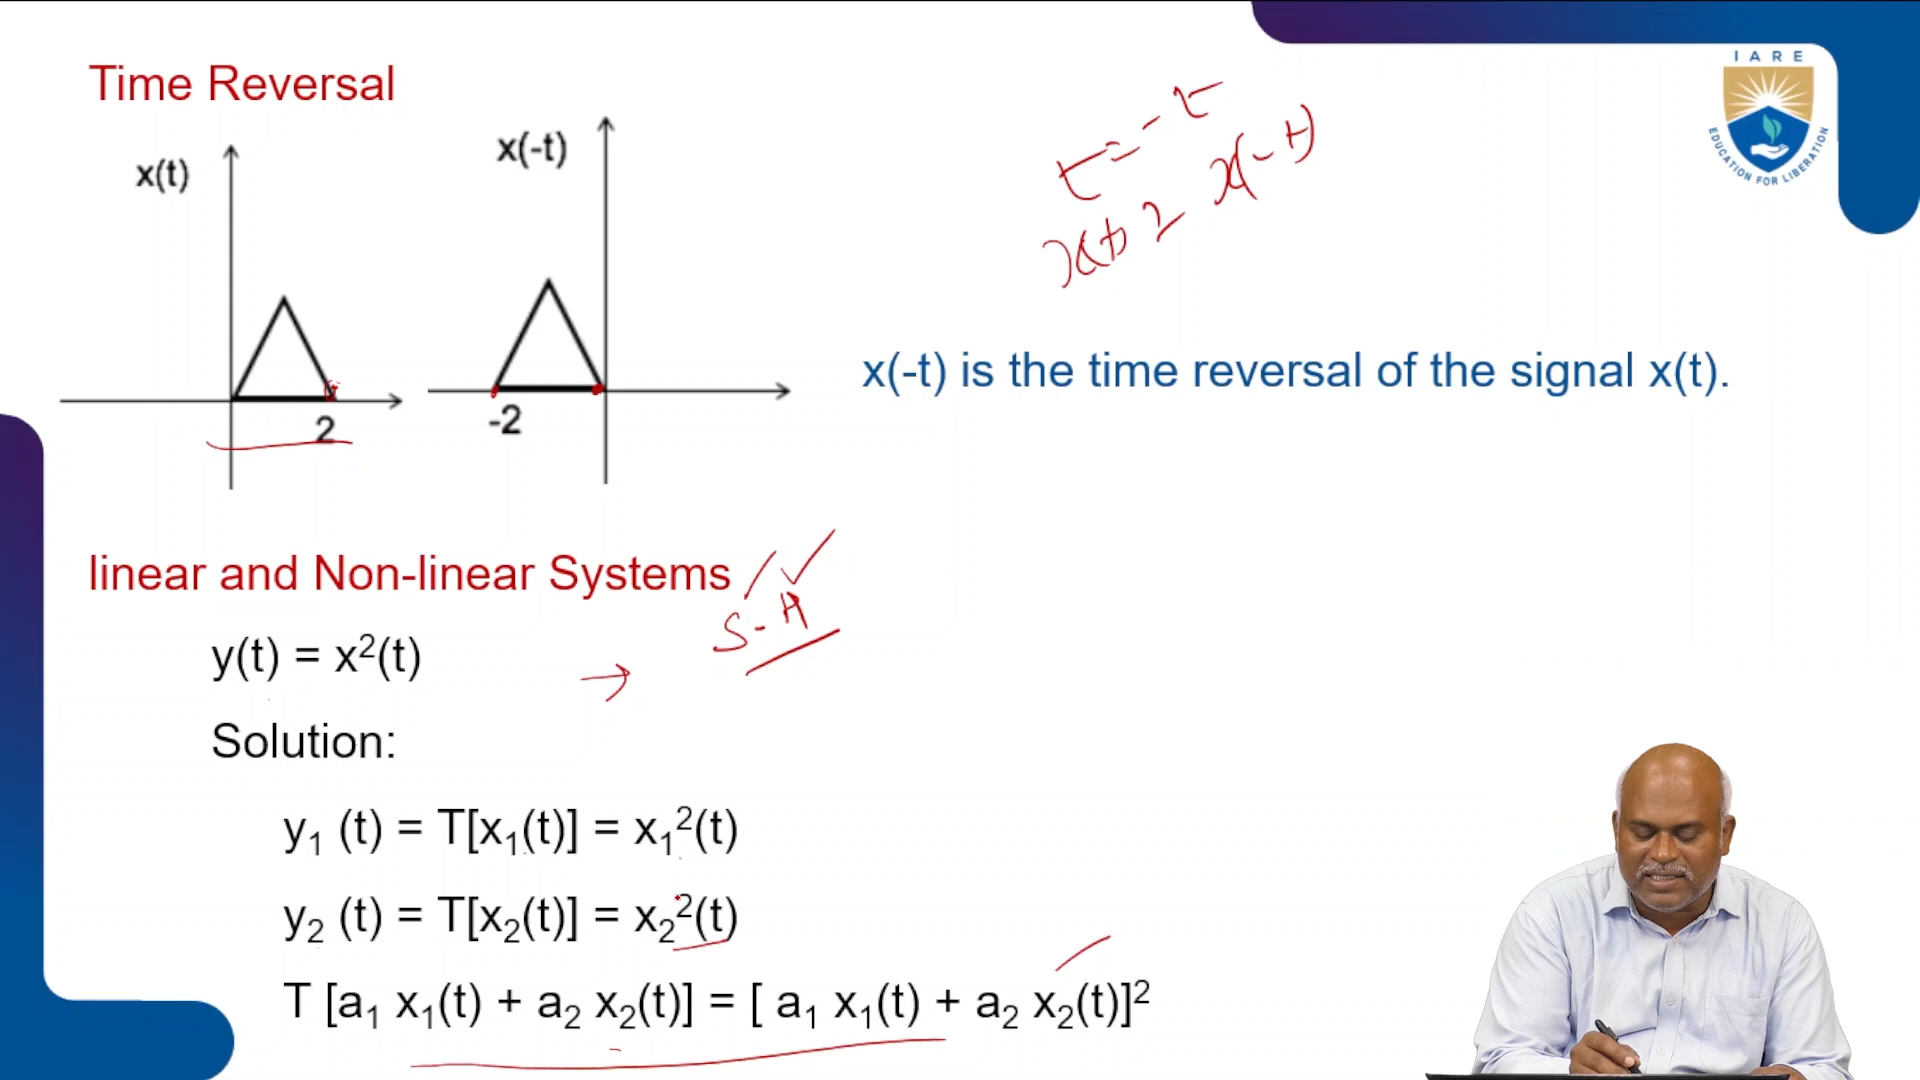 Time Reversal
x(t)
2
x(-t)
-2
t = - t
x(-t)
I A R E
EDUCATION FOR LIBERATION
x(-t) is the time reversal of the signal x(t).
linear and Non-linear Systems
S - H
y(t) = x²(t)
→
Solution:
y₁ (t) = T[x₁(t)] = x₁²(t)
y₂ (t) = T[x₂(t)] = x₂²(t)
T [a₁ x₁(t) + a₂ x₂(t)] = [ a₁ x₁(t) + a₂ x₂(t)]²